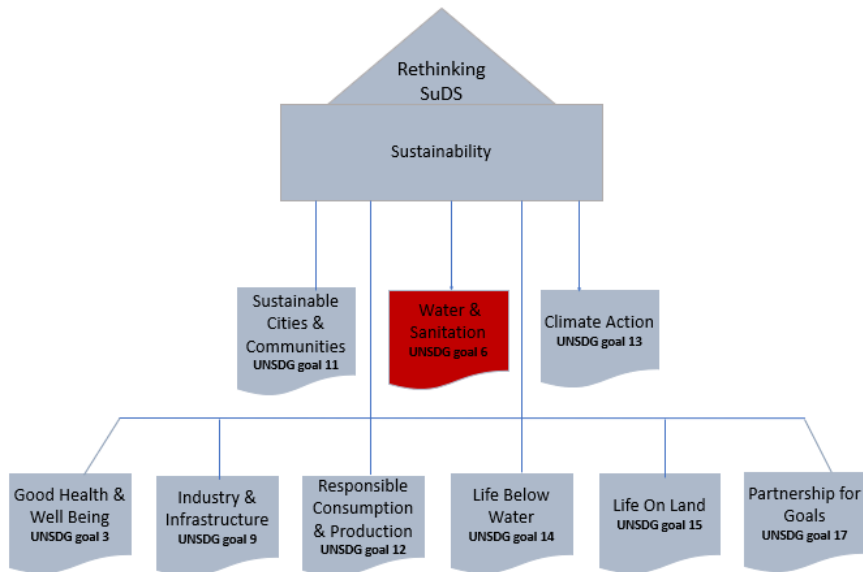 Rethinking
SuDS
Sustainability
Sustainable
Cities &
Communities
UNSDG goal 11
Water &
Sanitation
UNSDG goal 6
Climate Action
UNSDG goal 13
Good Health &
Well Being
UNSDG goal 3
Industry &
Infrastructure
UNSDG goal 9
Responsible
Consumption
& Production
UNSDG goal 12
Life Below
Water
UNSDG goal 14
Life On Land
UNSDG goal 15
Partnership for
Goals
UNSDG goal 17